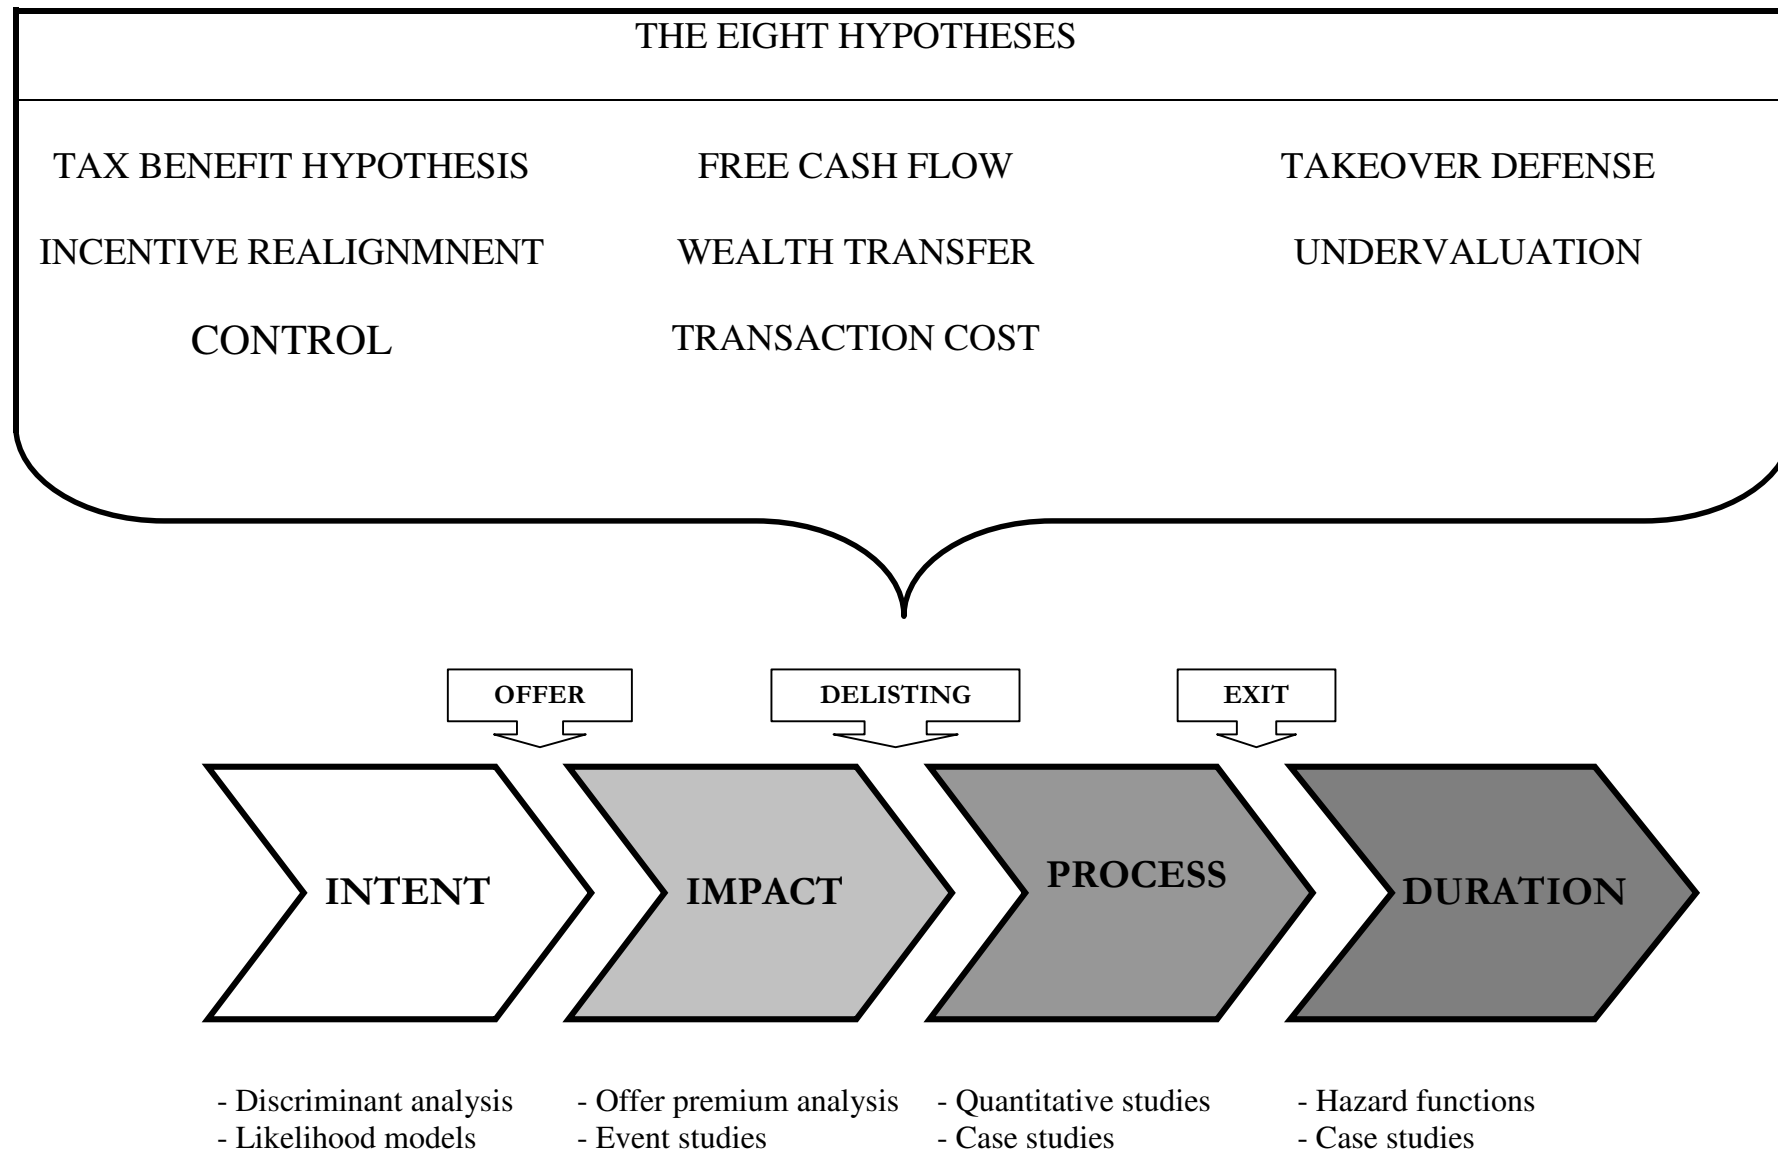 THE EIGHT HYPOTHESES
TAX BENEFIT HYPOTHESIS FREE CASH FLOW TAKEOVER DEFENSE
INCENTIVE REALIGNMNENT WEALTH TRANSFER UNDERVALUATION
CONTROL TRANSACTION COST
OFFER DELISTING EXIT
INTENT IMPACT PROCESS DURATION
- Discriminant analysis - Offer premium analysis - Quantitative studies - Hazard functions
- Likelihood models - Event studies - Case studies - Case studies